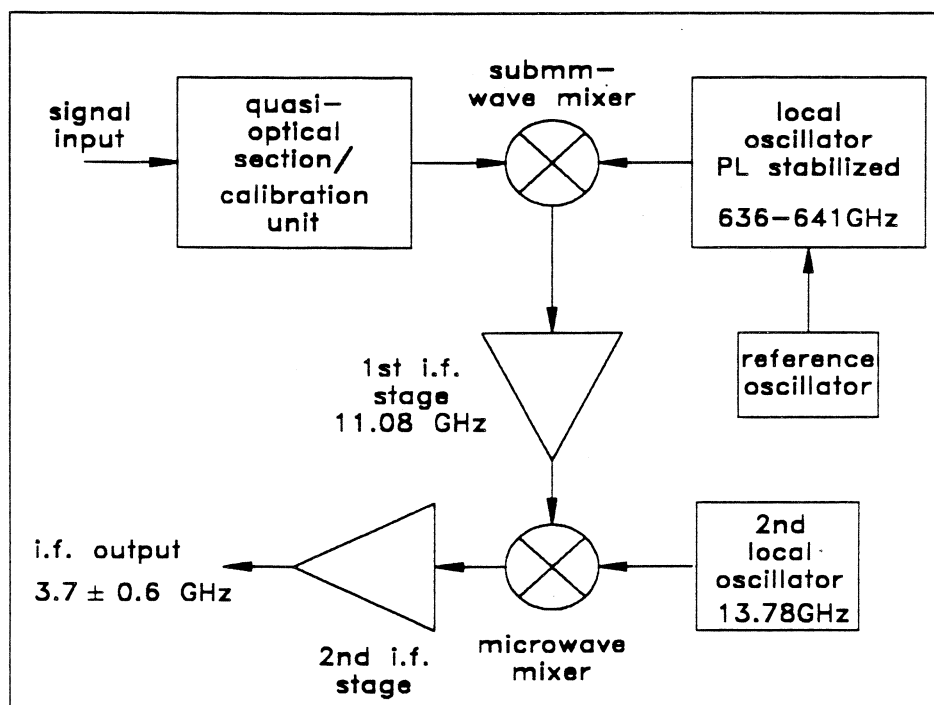 signal
input
quasi-
optical
section/
calibration
unit
submm-
wave mixer
local
oscillator
PL stabilized
636-641GHz
reference
oscillator
1st i.f.
stage
11.08 GHz
i.f. output
3.7 ± 0.6 GHz
2nd i.f.
stage
microwave
mixer
2nd
local
oscillator
13.78GHz